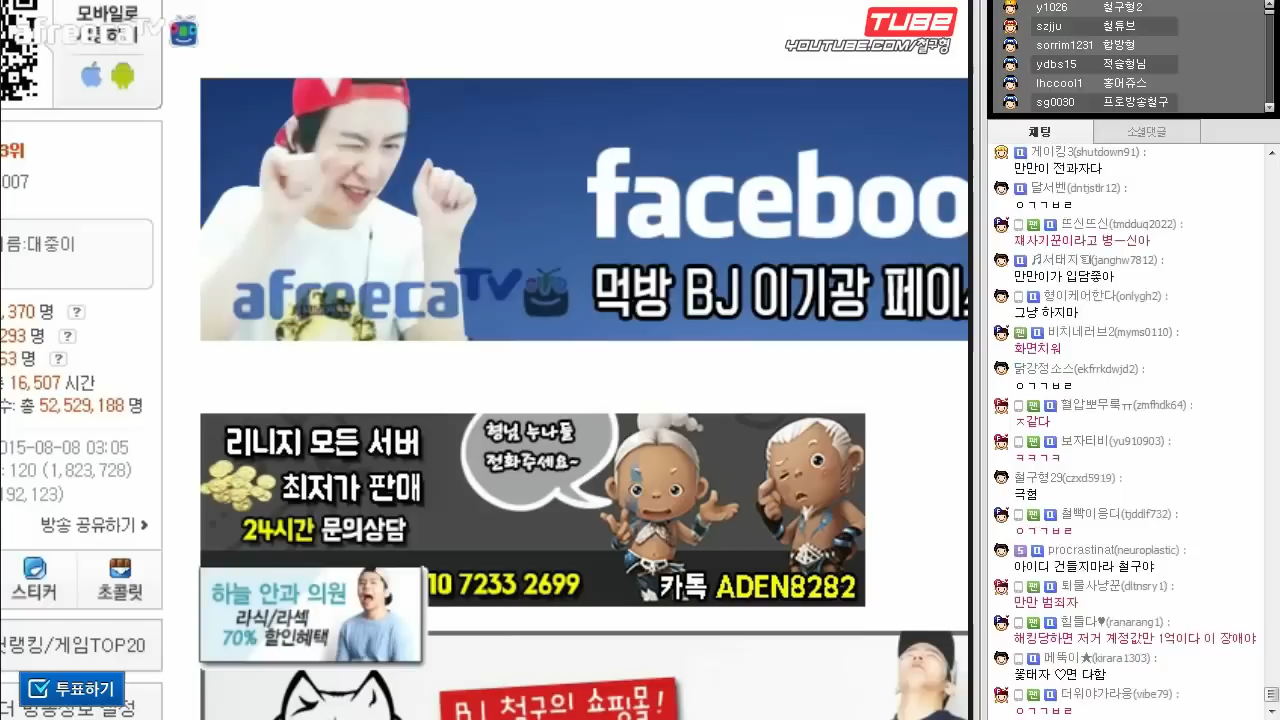 모바일로
afreecaTV
TUBE
YOUTUBE.COM/철구형
3위
007
름:대중이
,370 명 ?
293 명 ?
63 명 ?
16,507 시간
수: 총 52,529,188 명
015-08-08 03:05
: 120 (1,823,728)
192,123)
방송 공유하기
스티커
초콜릿
랭킹/게임TOP20
투표하기
faceboo
afreecaTV
먹방 BJ 이기광 페이스
리니지 모든 서버
최저가 판매
24시간 문의상담
형님 누나들
전화주세요~
10 7233 2699
카톡 ADEN8282
하늘 안과 의원
라식/라섹
70% 할인혜택
BJ 철구의 쇼핑몰!
y1026 철구형2
szjju 철튜브
sorrim1231 합방형
ydbs15 적슬형님
lhccool1 홍어쥬스
sg0030 프로방송철구
채팅
소셜댓글
게이킹3(shutdown91) :
만만이 전과자다
달서벤(dntjstlr12) :
ㅇㄱㄱㅂㄹ
뜨신뜨신(tmdduq2022) :
재사기꾼이라고 병ㅡ신아
♬서태지(janghw7812) :
만만이가 입담좋아
형이케어한다(onlygh2) :
그냥 하지마
비치네러브2(myms0110) :
화면치워
닭강정소스(ekfrrkdwjd2) :
ㅇㄱㄱㅂㄹ
혈압뽀무룩ㅠ(zmfhdk64) :
ㅈ같다
보자티비(yu910903) :
ㅋㅋㄱㅋ
철구형29(czxd5919) :
극혐
철빡이응디(tjddlf732) :
ㅇㄱㄱㅂㄹ
procrastinat(neuroplastic) :
아이디 건들지마라 철구야
퇴물사냥꾼(dltnsry1) :
만만 범죄자
힘들다♥(ranarang1) :
해킹당하면 저거 계정값만 1억이다 이 장애야
메뚝이★(kirara1303) :
꽃태자 ♡면 다함
더위야가라응(vibe79) :
ㅇㄱㄱㅂㄹ